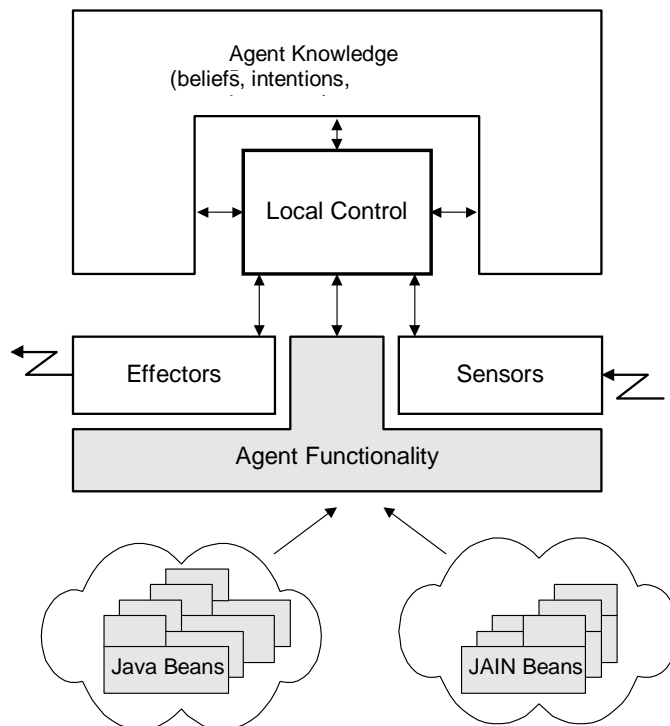 Agent Knowledge
(beliefs, intentions,
Local Control
Effectors
Sensors
Agent Functionality
Java Beans
JAIN Beans